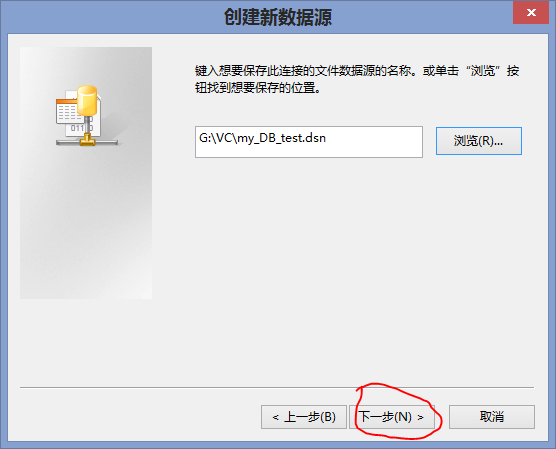 创建新数据源
键入想要保存此连接的文件数据源的名称。或单击“浏览”按
钮找到想要保存的位置。
G:\VC\my_DB_test.dsn
浏览(R)...
01110
< 上一步(B)
下一步(N) >
取消